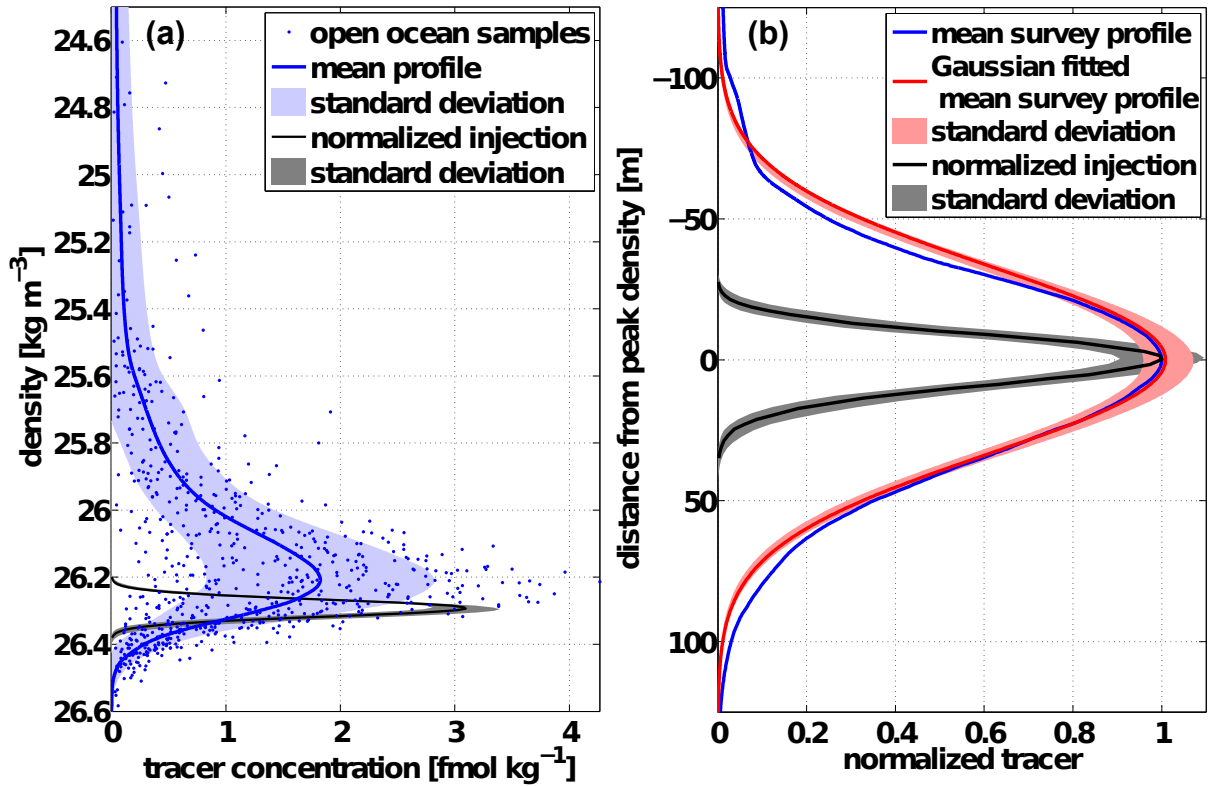 (a)
open ocean samples
mean profile
standard deviation
normalized injection
standard deviation
density [kg m−3]
24.6
24.8
25
25.2
25.4
25.6
25.8
26
26.2
26.4
26.6
0 1 2 3 4
tracer concentration [fmol kg−1]
(b)
mean survey profile
Gaussian fitted
mean survey profile
standard deviation
normalized injection
standard deviation
distance from peak density [m]
−100
−50
0
50
100
0 0.2 0.4 0.6 0.8 1
normalized tracer